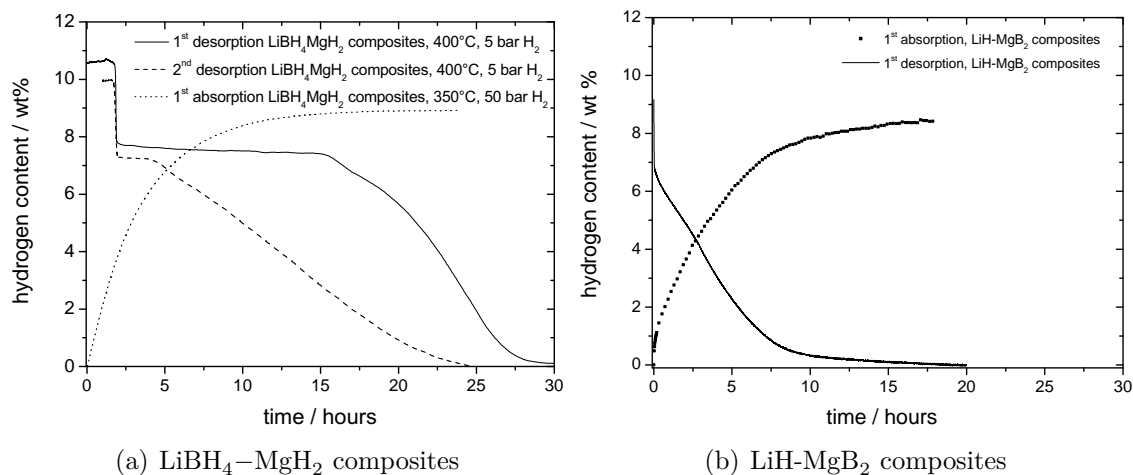 12
10
8
6
4
2
0
0 5 10 15 20 25 30
hydrogen content / wt%
time / hours
1st desorption LiBH4MgH2 composites, 400°C, 5 bar H2
2nd desorption LiBH4MgH2 composites, 400°C, 5 bar H2
1st absorption LiBH4MgH2 composites, 350°C, 50 bar H2
(a) LiBH4−MgH2 composites
12
10
8
6
4
2
0
0 5 10 15 20 25 30
hydrogen content / wt %
time / hours
1st absorption, LiH-MgB2 composites
1st desorption, LiH-MgB2 composites
(b) LiH-MgB2 composites